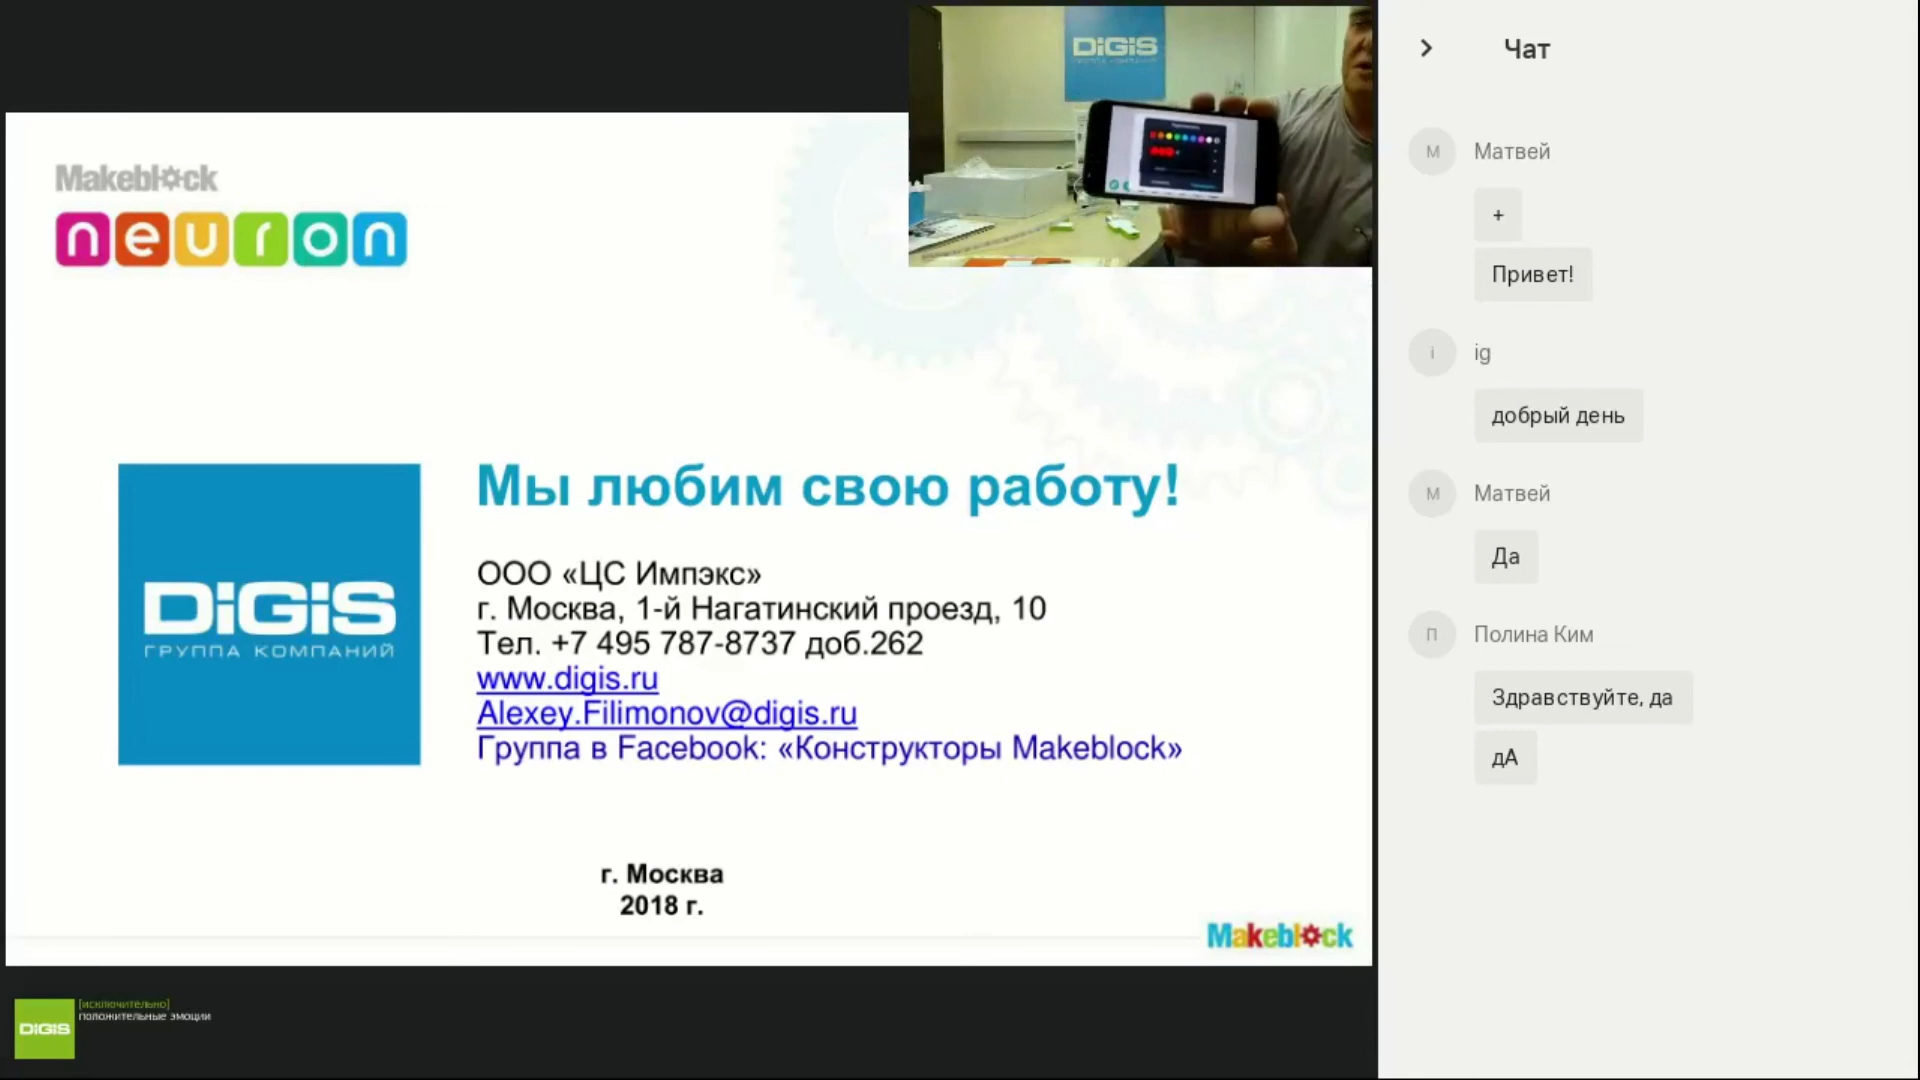 Makeblock
neuron
DiGiS
DiGiS
ГРУППА КОМПАНИЙ
Мы любим свою работу!
ООО «ЦС Импэкс»
г. Москва, 1-й Нагатинский проезд, 10
Тел. +7 495 787-8737 доб.262
www.digis.ru
Alexey.Filimonov@digis.ru
Группа в Facebook: «Конструкторы Makeblock»
г. Москва
2018 г.
Makeblock
DiGiS
[исключительно]
положительные эмоции
Чат
М
Матвей
+
Привет!
i
ig
добрый день
М
Матвей
Да
П
Полина Ким
Здравствуйте, да
дА